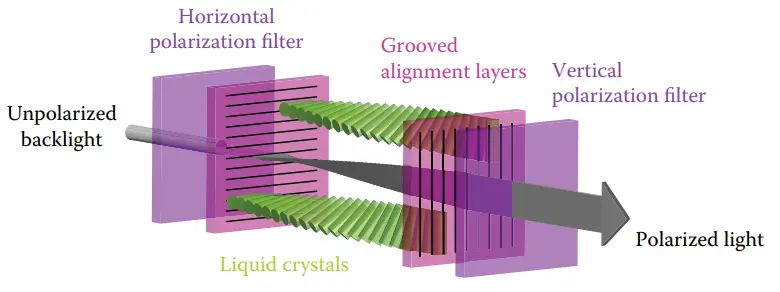 Horizontal
polarization filter
Grooved
alignment layers
Vertical
polarization filter
Unpolarized
backlight
Liquid crystals
Polarized light